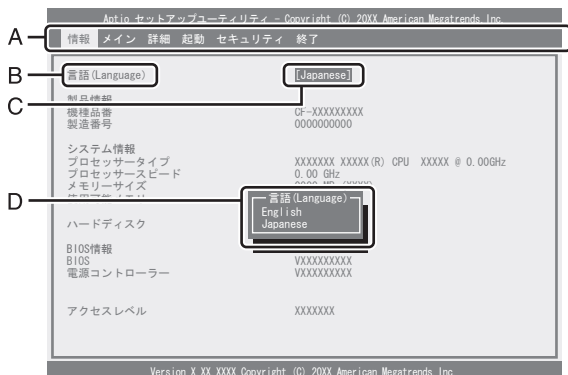 Aptio セットアップユーティリティ - Copyright (C) 20XX American Megatrends, Inc.
A
情報 メイン 詳細 起動 セキュリティ 終了
B
言語(Language) [Japanese]
C
製品情報
機種品番 CF-XXXXXXXXX
製造番号 0000000000
システム情報
プロセッサータイプ XXXXXXX XXXXX(R) CPU XXXXX @ 0.00GHz
プロセッサースピード 0.00 GHz
メモリーサイズ
D
言語(Language)
English
Japanese
ハードディスク
BIOS情報
BIOS VXXXXXXXXX
電源コントローラー VXXXXXXXXX
アクセスレベル XXXXXXX
Version X.XX.XXXX Copyright (C) 20XX American Megatrends, Inc.